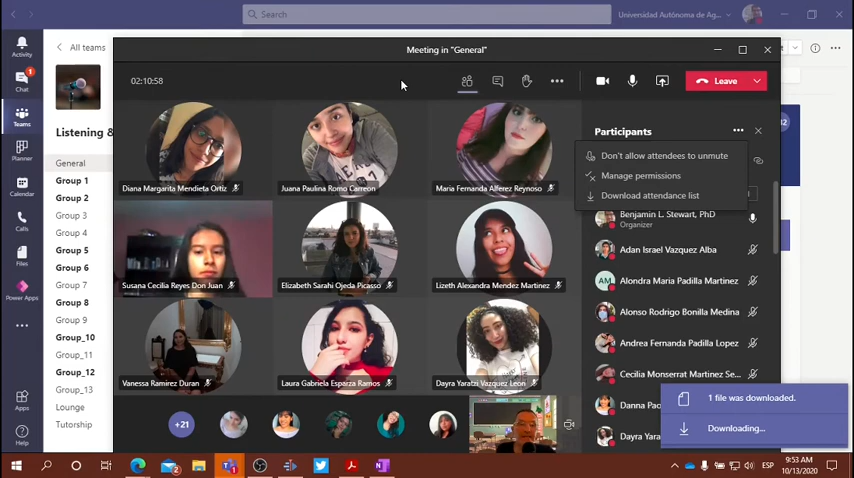 Search
Universidad Autónoma de Ag...
Activity
Chat
1
Teams
Planner
Calendar
Calls
Files
Power Apps
Apps
Help
All teams
Listening &
General
Group 1
Group 2
Group 3
Group 4
Group 5
Group 6
Group 7
Group 8
Group 9
Group_10
Group_11
Group_12
Group_13
Lounge
Tutorship
Meeting in "General"
02:10:58
Leave
Diana Margarita Mendieta Ortiz
Juana Paulina Romo Carreon
Maria Fernanda Alferez Reynoso
Susana Cecilia Reyes Don Juan
Elizabeth Sarahi Ojeda Picasso
Lizeth Alexandra Mendez Martinez
Vanessa Ramirez Duran
Laura Gabriela Esparza Ramos
Dayra Yaratzi Vazquez Leon
+21
Participants
Don't allow attendees to unmute
Manage permissions
Download attendance list
Benjamin L. Stewart, PhD
Organizer
Adan Israel Vazquez Alba
AM
Alondra Maria Padilla Martinez
Alonso Rodrigo Bonilla Medina
Andrea Fernanda Padilla Lopez
Cecilia Monserrat Martinez Se...
Danna Pao
Dayra Yara
1 file was downloaded.
Downloading...
ESP
9:53 AM
10/13/2020